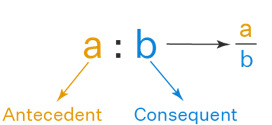 a : b
a
b
Antecedent
Consequent